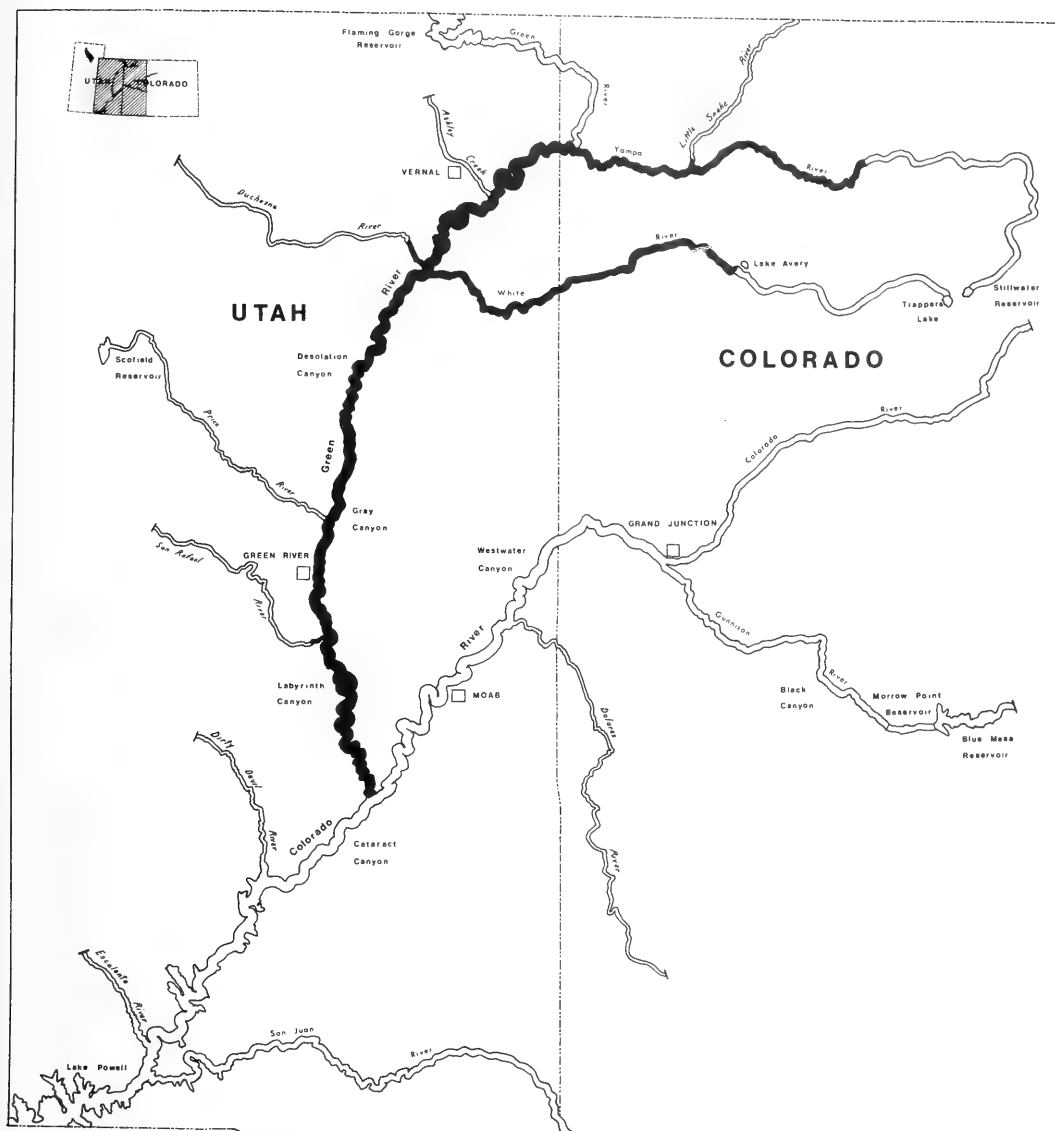 Flaming Gorge
Reservoir
Green
River
Little Snake
River
UTAH
COLORADO
Ashley
Creek
VERNAL
Yampa
River
Duchesne
River
River
White
River
Lake Avery
Trappers
Lake
Stillwater
Reservoir
UTAH
COLORADO
Desolation
Canyon
Scofield
Reservoir
Price
River
Green
Colorado
River
Gray
Canyon
GRAND JUNCTION
San Rafael
River
GREEN RIVER
Westwater
Canyon
Gunnison
River
River
Labyrinth
Canyon
MOAB
Black
Canyon
Morrow Point
Reservoir
Blue Mesa
Reservoir
Dolores
River
Dirty
Devil
River
Colorado
Cataract
Canyon
Escalante
River
San Juan
River
Lake Powell